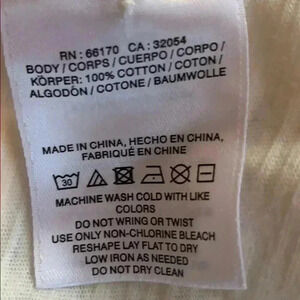 RN : 66170 CA : 32054
BODY / CORPS / CUERPO / CORPO /
KÖRPER: 100% COTTON / COTON /
ALGODÓN / COTONE / BAUMWOLLE
MADE IN CHINA, HECHO EN CHINA,
FABRIQUÉ EN CHINE
30
MACHINE WASH COLD WITH LIKE
COLORS
DO NOT WRING OR TWIST
USE ONLY NON-CHLORINE BLEACH
RESHAPE LAY FLAT TO DRY
LOW IRON AS NEEDED
DO NOT DRY CLEAN